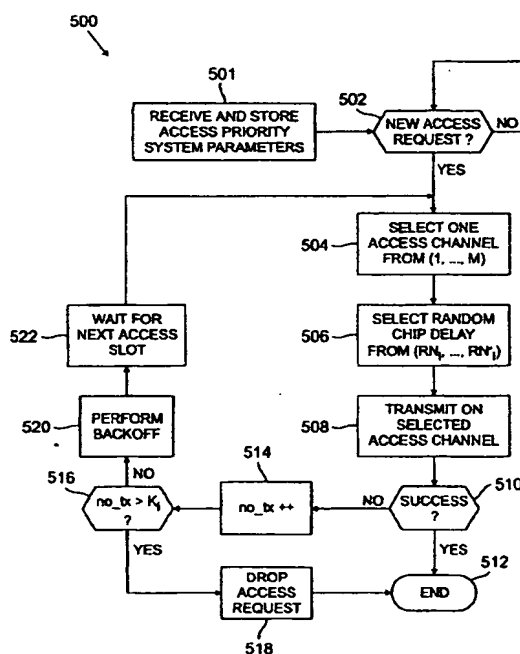 500
501
RECEIVE AND STORE
ACCESS PRIORITY
SYSTEM PARAMETERS
502
NEW ACCESS
REQUEST ?
NO
YES
504
SELECT ONE
ACCESS CHANNEL
FROM (1, ..., M)
506
SELECT RANDOM
CHIP DELAY
FROM (RNi, ..., RN'i)
508
TRANSMIT ON
SELECTED
ACCESS CHANNEL
510
SUCCESS
?
NO
YES
512
END
514
no_tx ++
516
no_tx > Ki
?
NO
YES
518
DROP
ACCESS
REQUEST
520
PERFORM
BACKOFF
522
WAIT FOR
NEXT ACCESS
SLOT